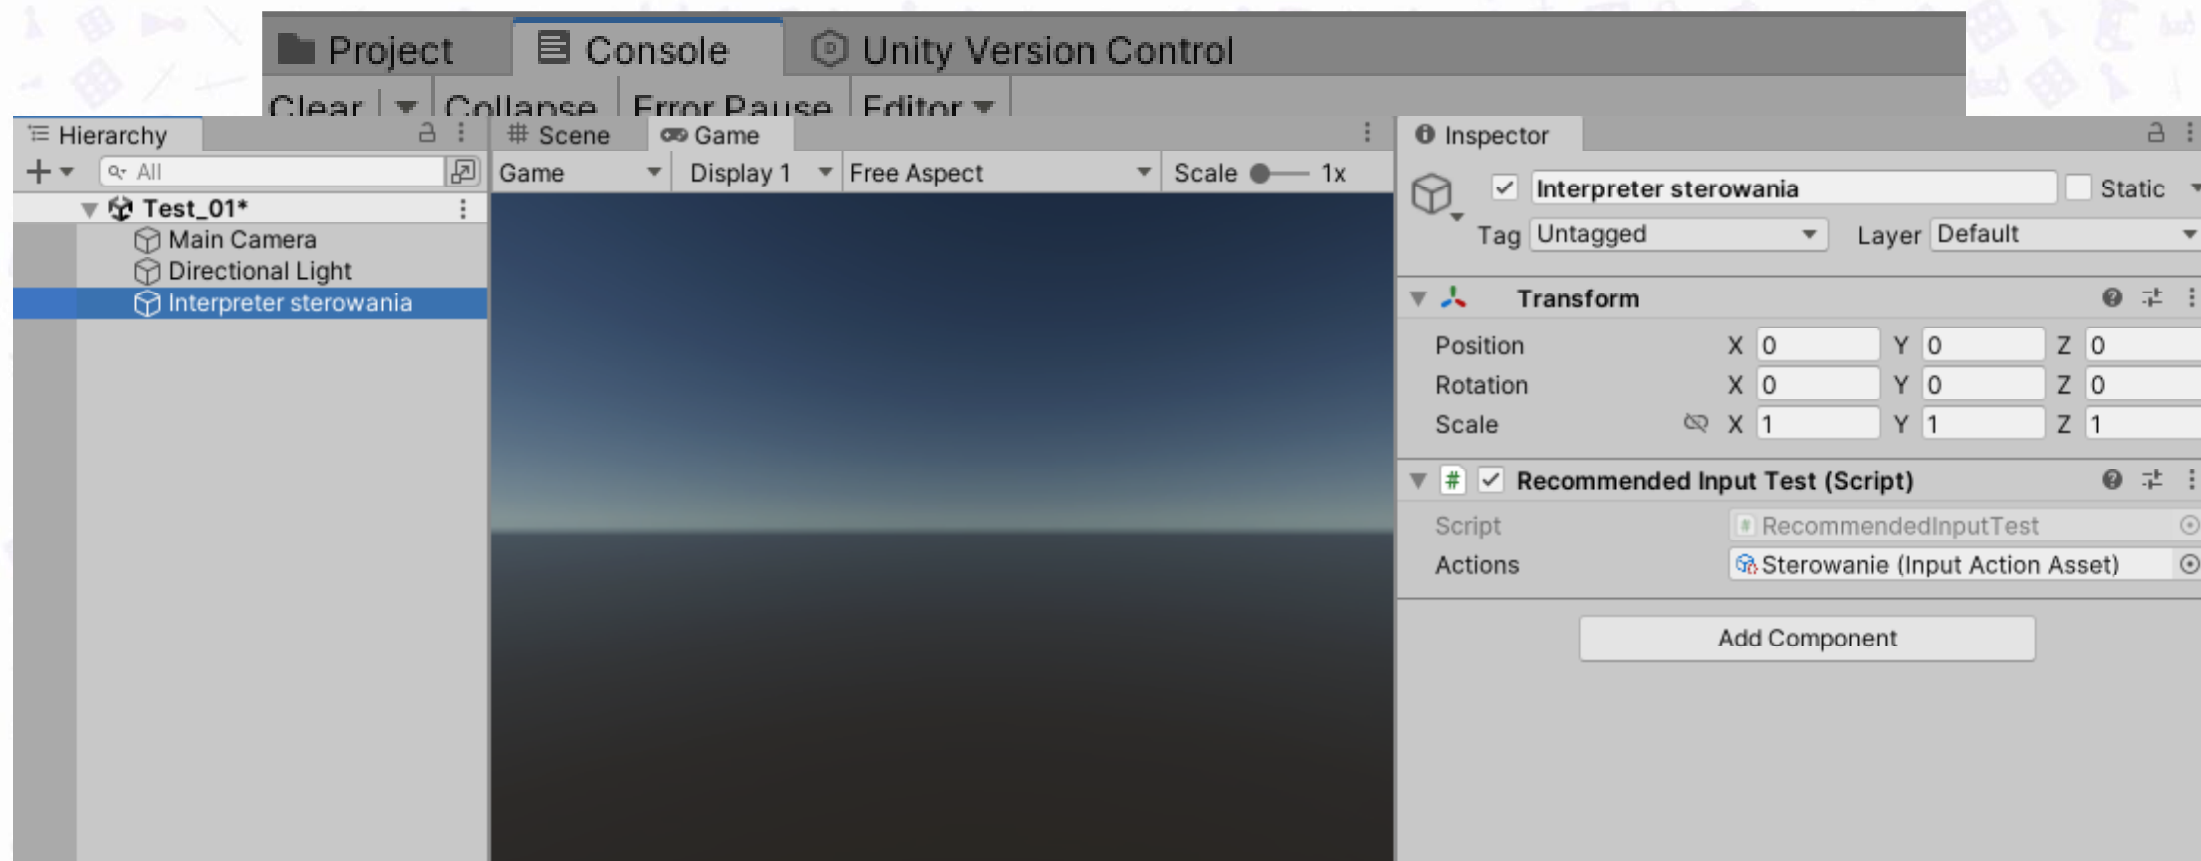 Project Console Unity Version Control
Clear Collapse Error Pause Editor
Hierarchy
All
Test_01*
Main Camera
Directional Light
Interpreter sterowania
Scene Game
Game Display 1 Free Aspect Scale 1x
Inspector
Interpreter sterowania Static
Tag Untagged Layer Default
Transform
Position X 0 Y 0 Z 0
Rotation X 0 Y 0 Z 0
Scale X 1 Y 1 Z 1
# Recommended Input Test (Script)
Script # RecommendedInputTest
Actions Sterowanie (Input Action Asset)
Add Component